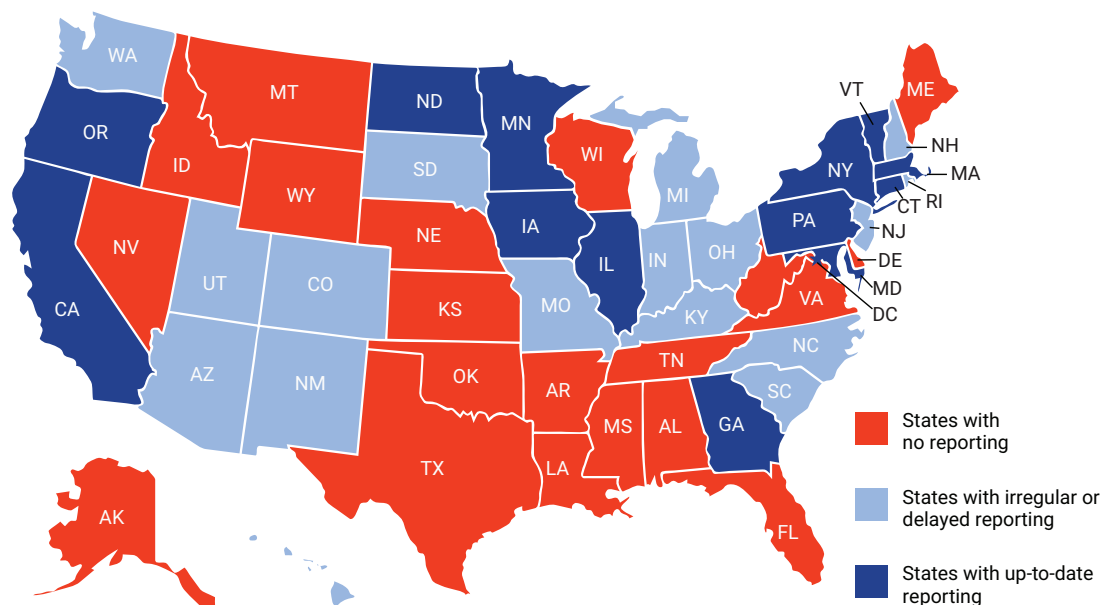 WA
MT
ND
MN
VT
ME
OR
ID
WI
NH
SD
MI
NY
MA
WY
CT
RI
NE
IA
PA
NJ
NV
IL
IN
OH
DE
UT
CO
MD
CA
KS
MO
KY
VA
DC
AZ
NM
OK
AR
TN
NC
SC
MS
AL
GA
TX
LA
AK
FL
States with
no reporting
States with irregular or
delayed reporting
States with up-to-date
reporting